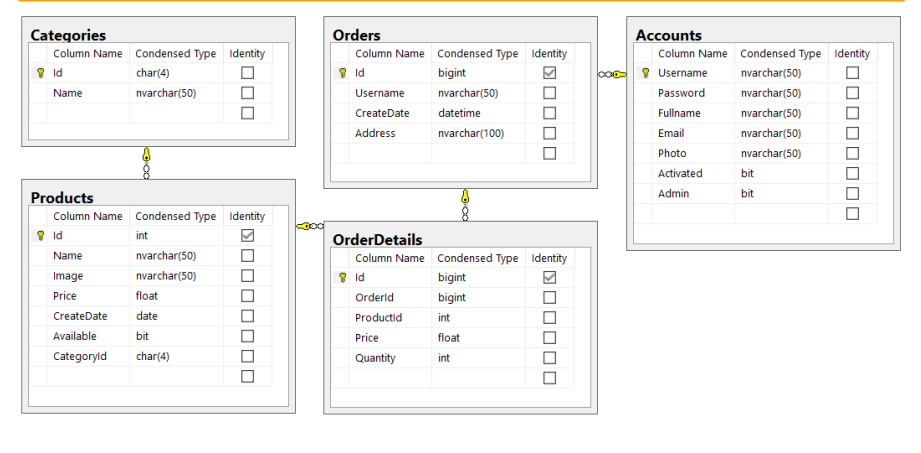 Categories
Column Name Condensed Type Identity
Id char(4)
Name nvarchar(50)
Orders
Column Name Condensed Type Identity
Id bigint
Username nvarchar(50)
CreateDate datetime
Address nvarchar(100)
Accounts
Column Name Condensed Type Identity
Username nvarchar(50)
Password nvarchar(50)
Fullname nvarchar(50)
Email nvarchar(50)
Photo nvarchar(50)
Activated bit
Admin bit
Products
Column Name Condensed Type Identity
Id int
Name nvarchar(50)
Image nvarchar(50)
Price float
CreateDate date
Available bit
CategoryId char(4)
OrderDetails
Column Name Condensed Type Identity
Id bigint
OrderId bigint
ProductId int
Price float
Quantity int